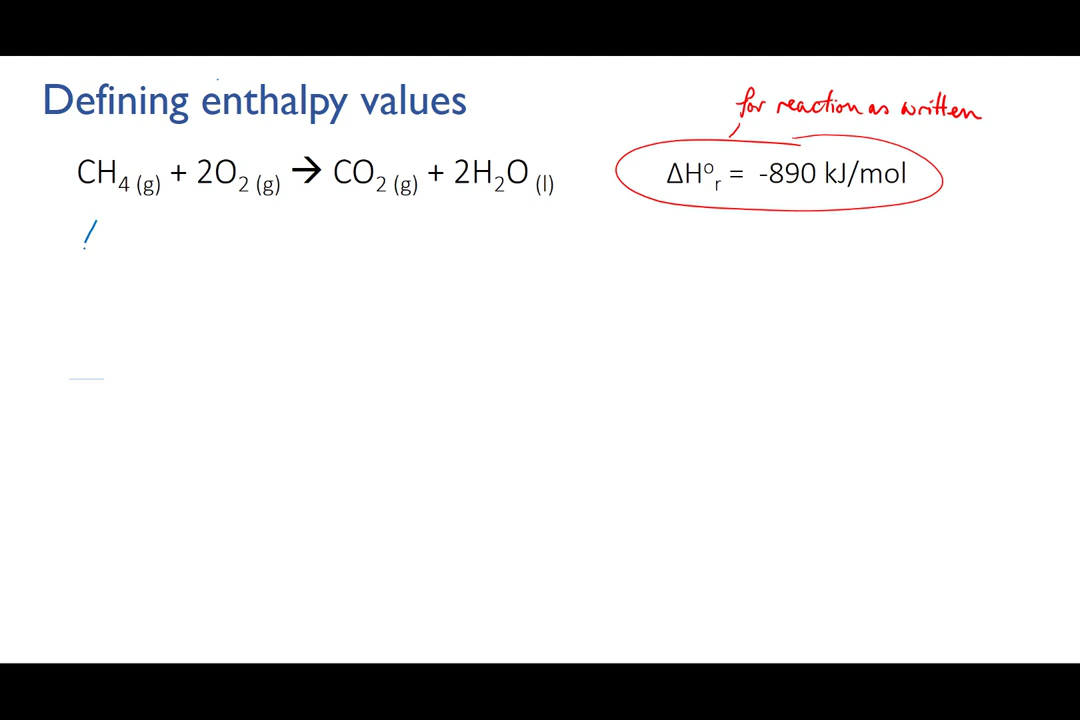 Defining enthalpy values
for reaction as written
CH₄ (g) + 2O₂ (g) → CO₂ (g) + 2H₂O (l)
ΔH°ᵣ = -890 kJ/mol